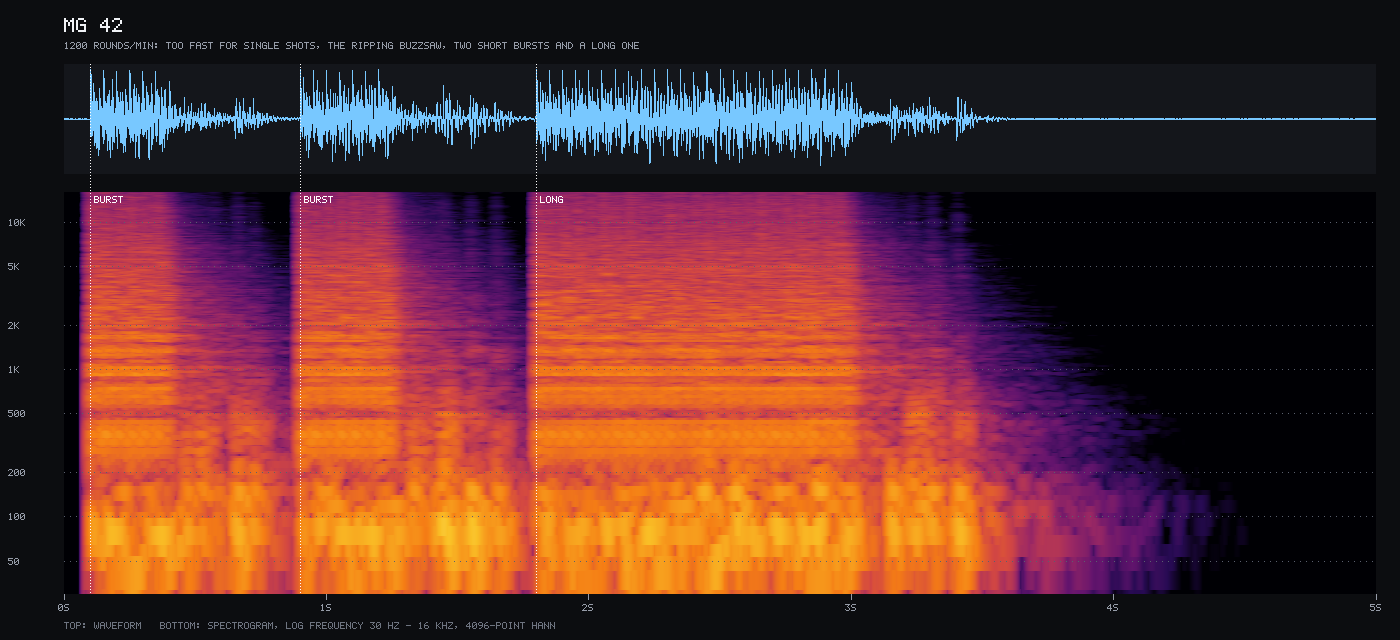 MG 42
1200 ROUNDS/MIN: TOO FAST FOR SINGLE SHOTS, THE RIPPING BUZZSAW, TWO SHORT BURSTS AND A LONG ONE
BURST BURST LONG
10K
5K
2K
1K
500
200
100
50
0S 1S 2S 3S 4S 5S
TOP: WAVEFORM BOTTOM: SPECTROGRAM, LOG FREQUENCY 30 HZ - 16 KHZ, 4096-POINT HANN